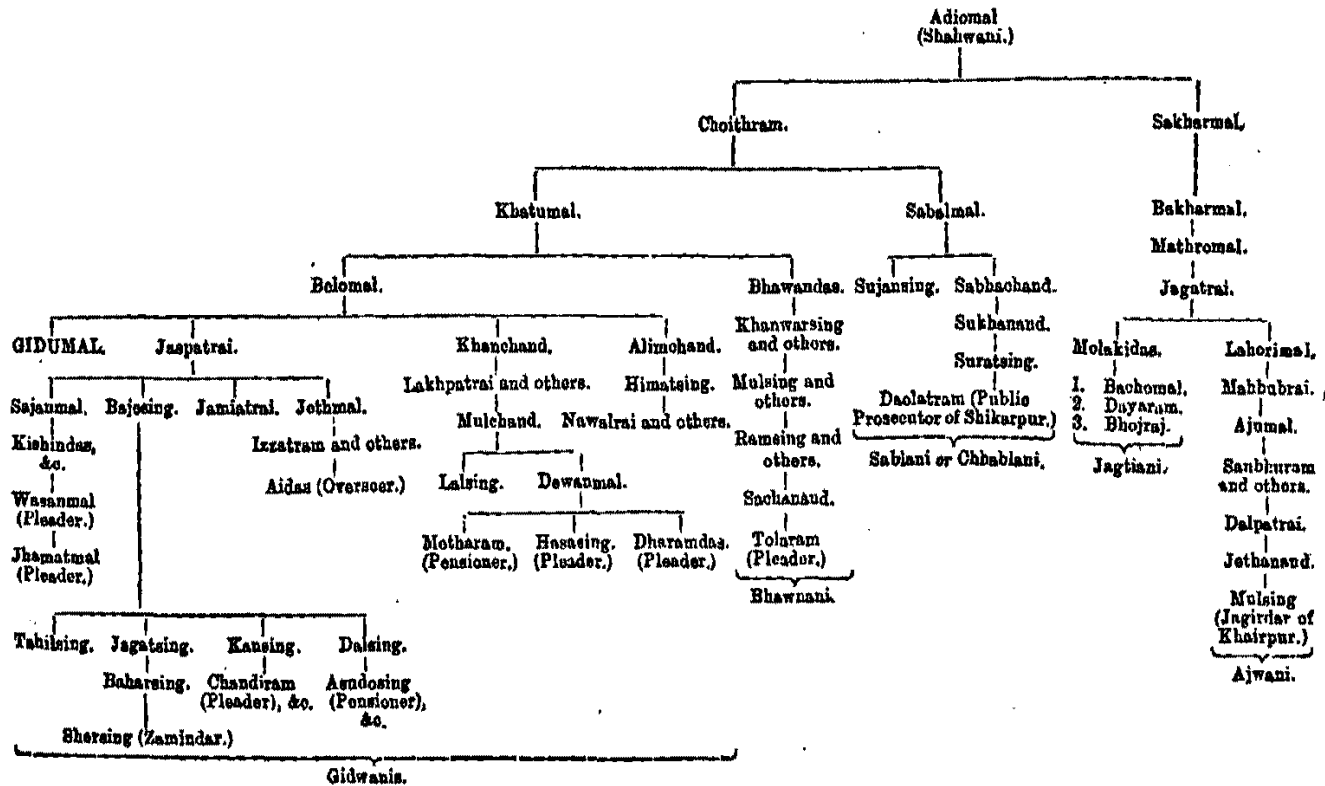 Adiomal
(Shahwani.)
Choithram.
Sakharmal.
Khatumal.
Sabalmal.
Bakharmal.
Mathromal.
Belomal.
Bhawandas.
Sujansing.
Sabhachand.
Jagatrai.
GIDUMAL.
Jaspatrai.
Khanchand.
Alimchand.
Khanwarsing
and others.
Sukhanand.
Molakidas.
Lahorimal.
Lakhpatrai and others.
Himatsing.
Mulsing and
others.
Suratsing.
1. Bachomal.
2. Dayaram.
3. Bhojraj.
Mahbubrai.
Sajanmal.
Bajesing.
Jamiatrai.
Jethmal.
Mulchand.
Nawalrai and others.
Daolatram (Public
Prosecutor of Shikarpur.)
Ajumal.
Kishindas,
&c.
Izzatram and others.
Ramsing and
others.
Sablani or Chhablani.
Jagtiani.
Sanbhuram
and others.
Aidas (Overseer.)
Lalsing.
Dewanmal.
Wasanmal
(Pleader.)
Sachanand.
Dalpatrai.
Jhamatmal
(Pleader.)
Motharam.
(Pensioner.)
Hasasing.
(Pleader.)
Dharamdas.
(Pleader.)
Tolaram
(Pleader.)
Jethanand.
Bhawnani.
Mulsing
(Jagirdar of
Khairpur.)
Tahilsing.
Jagatsing.
Kansing.
Dalsing.
Ajwani.
Baharsing.
Chandiram
(Pleader), &c.
Asudosing
(Pensioner),
&c.
Shersing (Zamindar.)
Gidwanis.